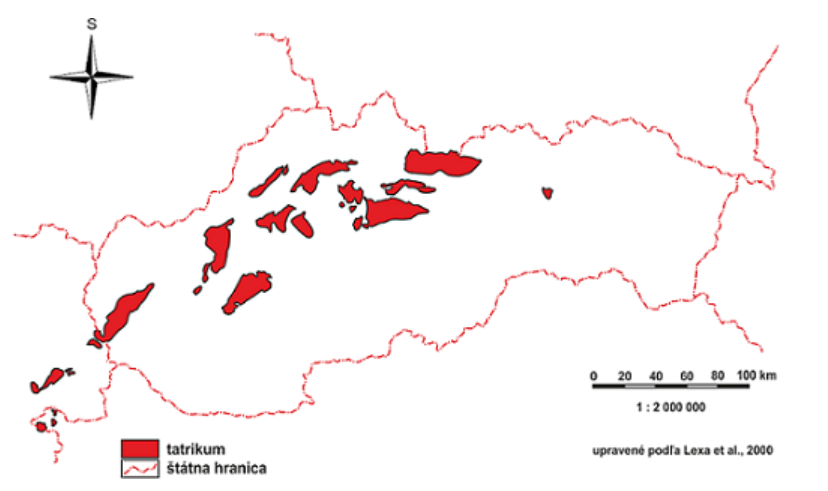 S
0 20 40 60 80 100 km
1 : 2 000 000
upravené podľa Lexa et al., 2000
tatrikum
štátna hranica